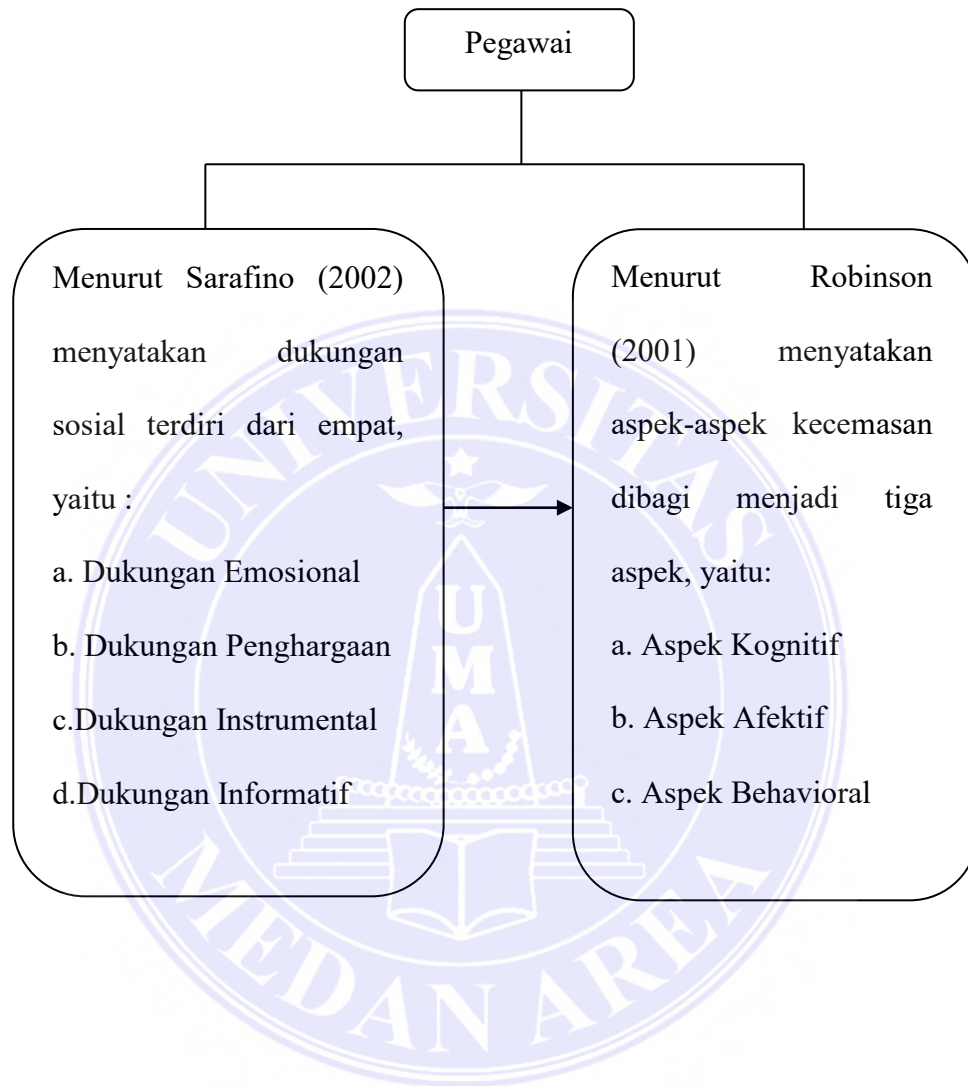 Pegawai
Menurut Sarafino (2002)
menyatakan dukungan
sosial terdiri dari empat,
yaitu :
a. Dukungan Emosional
b. Dukungan Penghargaan
c.Dukungan Instrumental
d.Dukungan Informatif
Menurut Robinson
(2001) menyatakan
aspek-aspek kecemasan
dibagi menjadi tiga
aspek, yaitu:
a. Aspek Kognitif
b. Aspek Afektif
c. Aspek Behavioral
UNIVERSITAS
UMA
MEDAN AREA